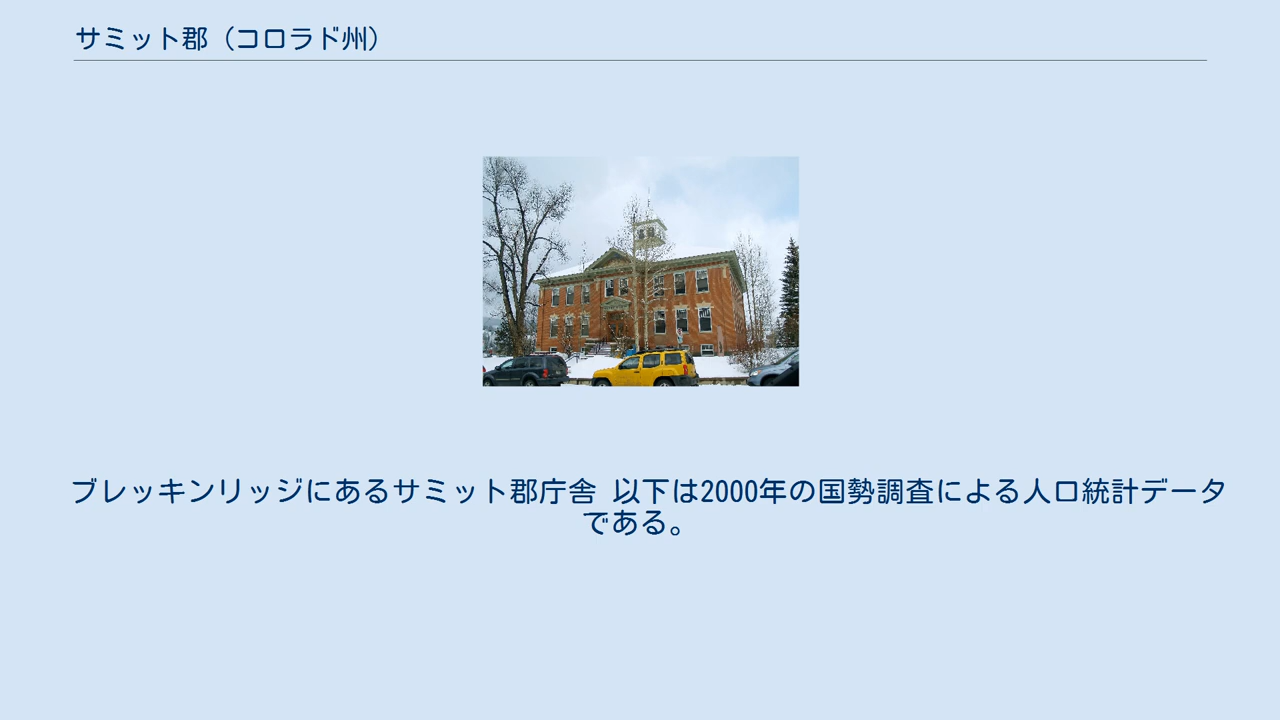 サミット郡（コロラド州）
ブレッキンリッジにあるサミット郡庁舎 以下は2000年の国勢調査による人口統計データ
である。